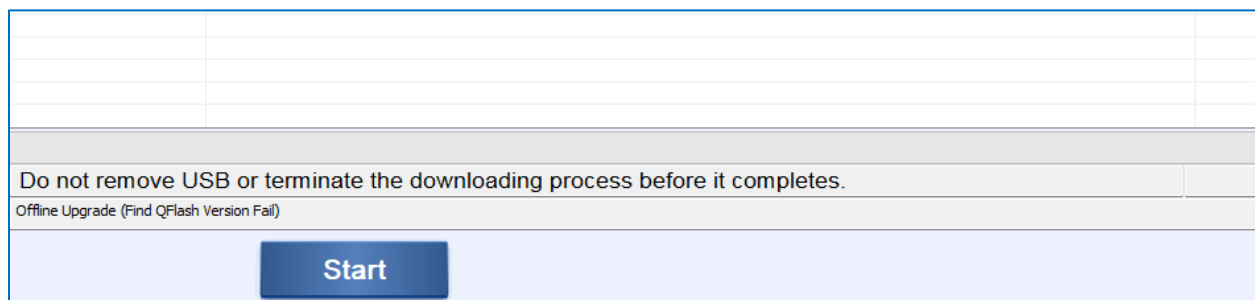 Do not remove USB or terminate the downloading process before it completes.
Offline Upgrade (Find QFlash Version Fail)
Start